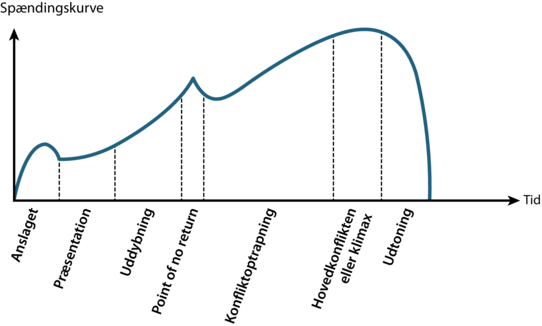 Spændingskurve
Tid
Anslaget
Præsentation
Uddybning
Point of no return
Konfliktoptrapning
Hovedkonflikten
eller klimax
Udtoning